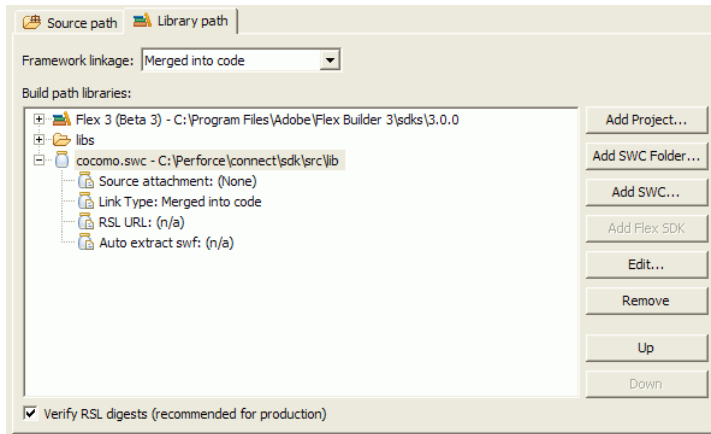 Source path
Library path
Framework linkage: Merged into code
Build path libraries:
Flex 3 (Beta 3) - C:\Program Files\Adobe\Flex Builder 3\sdks\3.0.0
libs
cocomo.swc - C:\Perforce\connect\sdk\src\lib
Source attachment: (None)
Link Type: Merged into code
RSL URL: (n/a)
Auto extract swf: (n/a)
Add Project...
Add SWC Folder...
Add SWC...
Add Flex SDK
Edit...
Remove
Up
Down
Verify RSL digests (recommended for production)